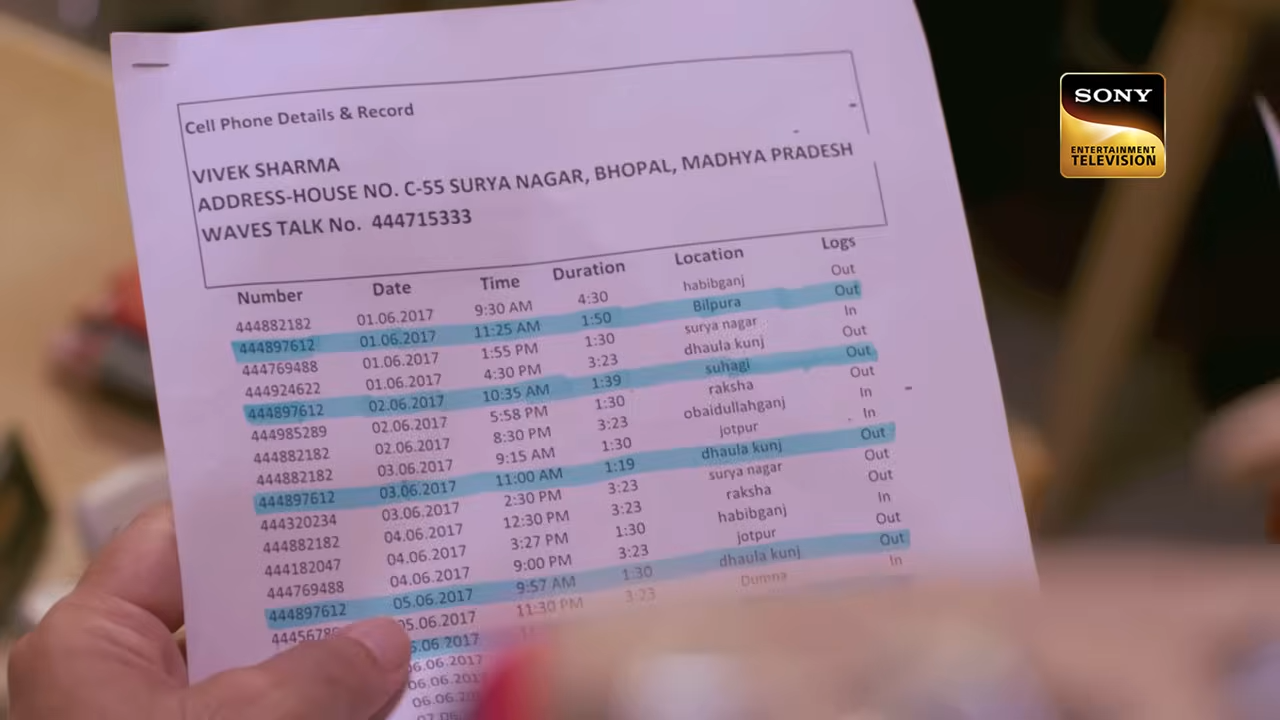 Cell Phone Details & Record
VIVEK SHARMA
ADDRESS-HOUSE NO. C-55 SURYA NAGAR, BHOPAL, MADHYA PRADESH
WAVES TALK No. 444715333
Number Date Time Duration Location Logs
444882182 01.06.2017 9:30 AM 4:30 habibganj Out
444897612 01.06.2017 11:25 AM 1:50 Bilpura Out
444769488 01.06.2017 1:55 PM 1:30 surya nagar In
444924622 01.06.2017 4:30 PM 3:23 dhaula kunj Out
444897612 02.06.2017 10:35 AM 1:39 suhagi Out
444985289 02.06.2017 5:58 PM 1:30 raksha Out
444882182 02.06.2017 8:30 PM 3:23 obaidullahganj In
444882182 03.06.2017 9:15 AM 1:30 jotpur In
444897612 03.06.2017 11:00 AM 1:19 dhaula kunj Out
444320234 03.06.2017 2:30 PM 3:23 surya nagar Out
444882182 04.06.2017 12:30 PM 3:23 raksha Out
444182047 04.06.2017 3:27 PM 1:30 habibganj In
444769488 04.06.2017 9:00 PM 3:23 jotpur Out
444897612 05.06.2017 9:57 AM 1:30 dhaula kunj Out
05.06.2017 11:30 PM 3:23 Dumna In
06.06.2017
SONY
ENTERTAINMENT
TELEVISION